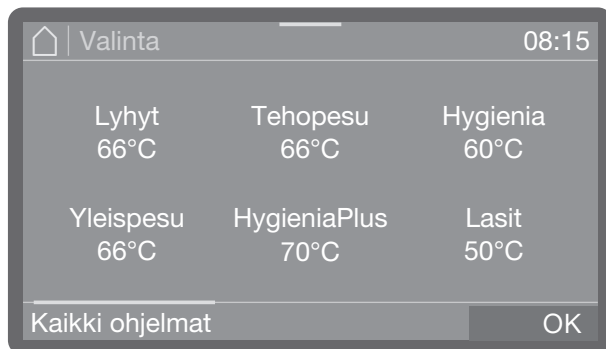 Valinta 08:15
Lyhyt Tehopesu Hygienia
66°C 66°C 60°C
Yleispesu HygieniaPlus Lasit
66°C 70°C 50°C
Kaikki ohjelmat OK